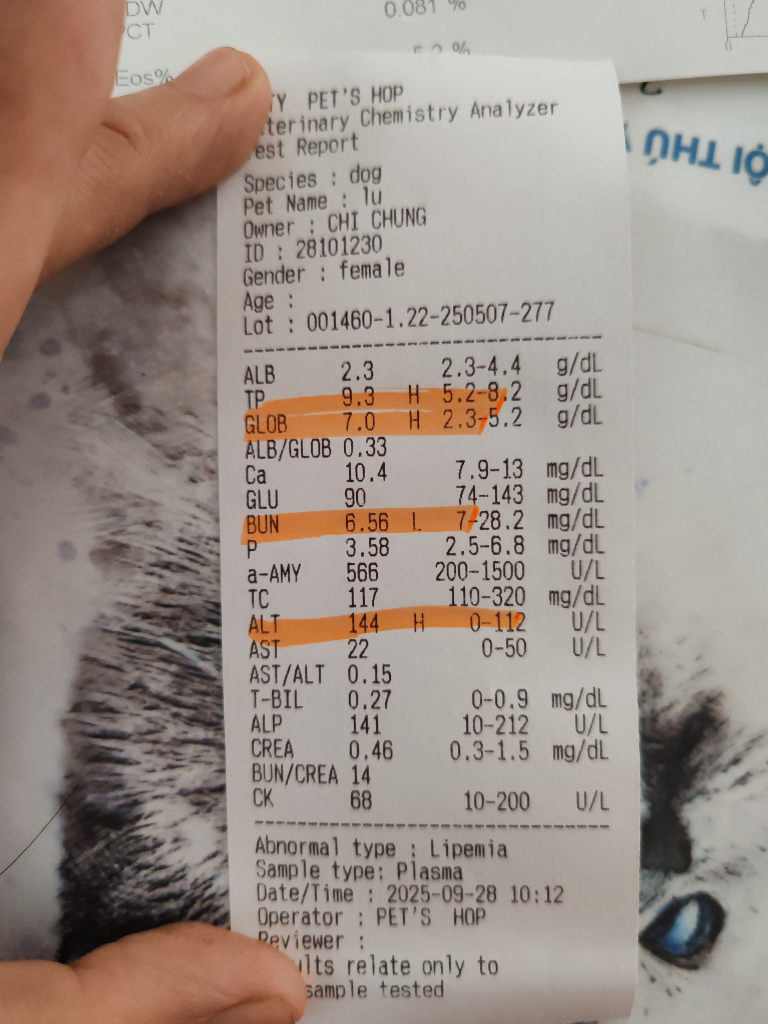 DW
CT
0.081 %
5.2 %
Eos%
T
0
ỘI THÚ Y
TY PET'S HOP
terinary Chemistry Analyzer
est Report
Species : dog
Pet Name : lu
Owner : CHI CHUNG
ID : 28101230
Gender : female
Age :
Lot : 001460-1.22-250507-277
ALB 2.3 2.3-4.4 g/dL
TP 9.3 H 5.2-8.2 g/dL
GLOB 7.0 H 2.3-5.2 g/dL
ALB/GLOB 0.33
Ca 10.4 7.9-13 mg/dL
GLU 90 74-143 mg/dL
BUN 6.56 L 7-28.2 mg/dL
P 3.58 2.5-6.8 mg/dL
a-AMY 566 200-1500 U/L
TC 117 110-320 mg/dL
ALT 144 H 0-112 U/L
AST 22 0-50 U/L
AST/ALT 0.15
T-BIL 0.27 0-0.9 mg/dL
ALP 141 10-212 U/L
CREA 0.46 0.3-1.5 mg/dL
BUN/CREA 14
CK 68 10-200 U/L
Abnormal type : Lipemia
Sample type: Plasma
Date/Time : 2025-09-28 10:12
Operator : PET'S HOP
Reviewer :
ults relate only to
sample tested